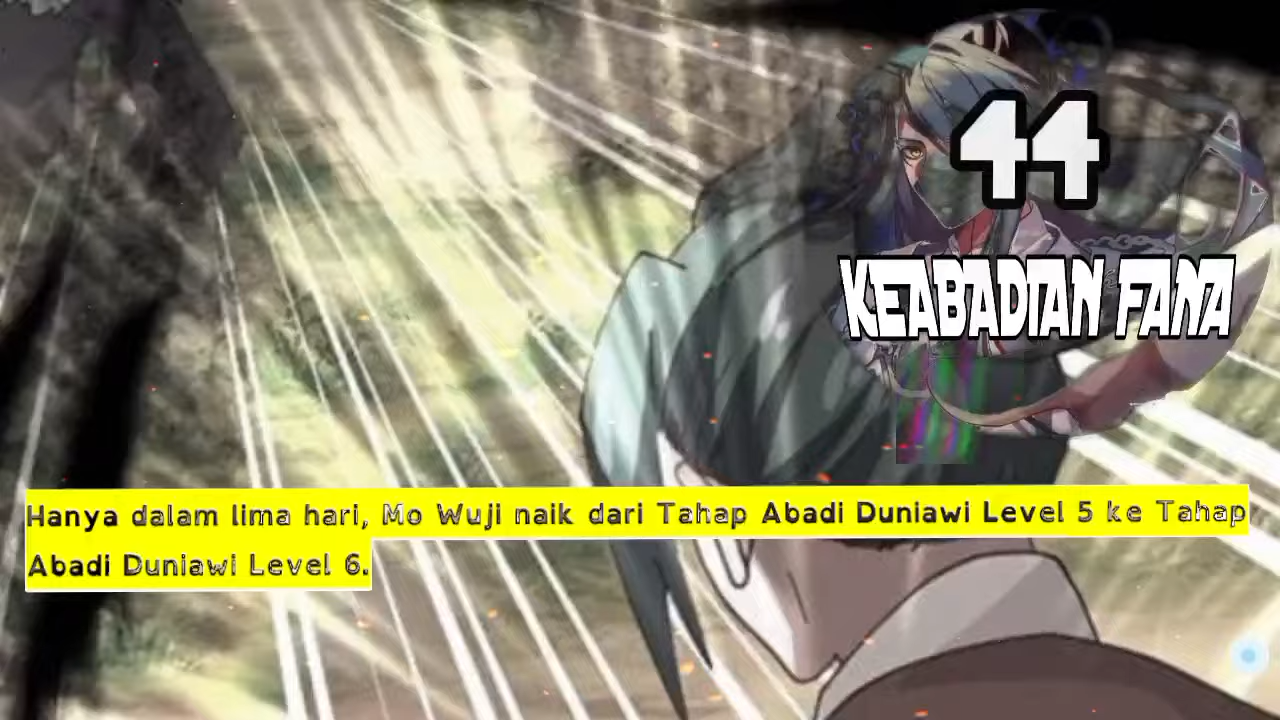 44
KEABADIAN FANA
Hanya dalam lima hari, Mo Wuji naik dari Tahap Abadi Duniawi Level 5 ke Tahap
Abadi Duniawi Level 6.